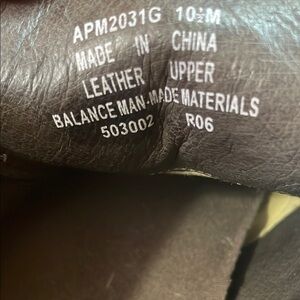 APM2031G 10½M
MADE IN CHINA
LEATHER UPPER
BALANCE MAN-MADE MATERIALS
503002 R06